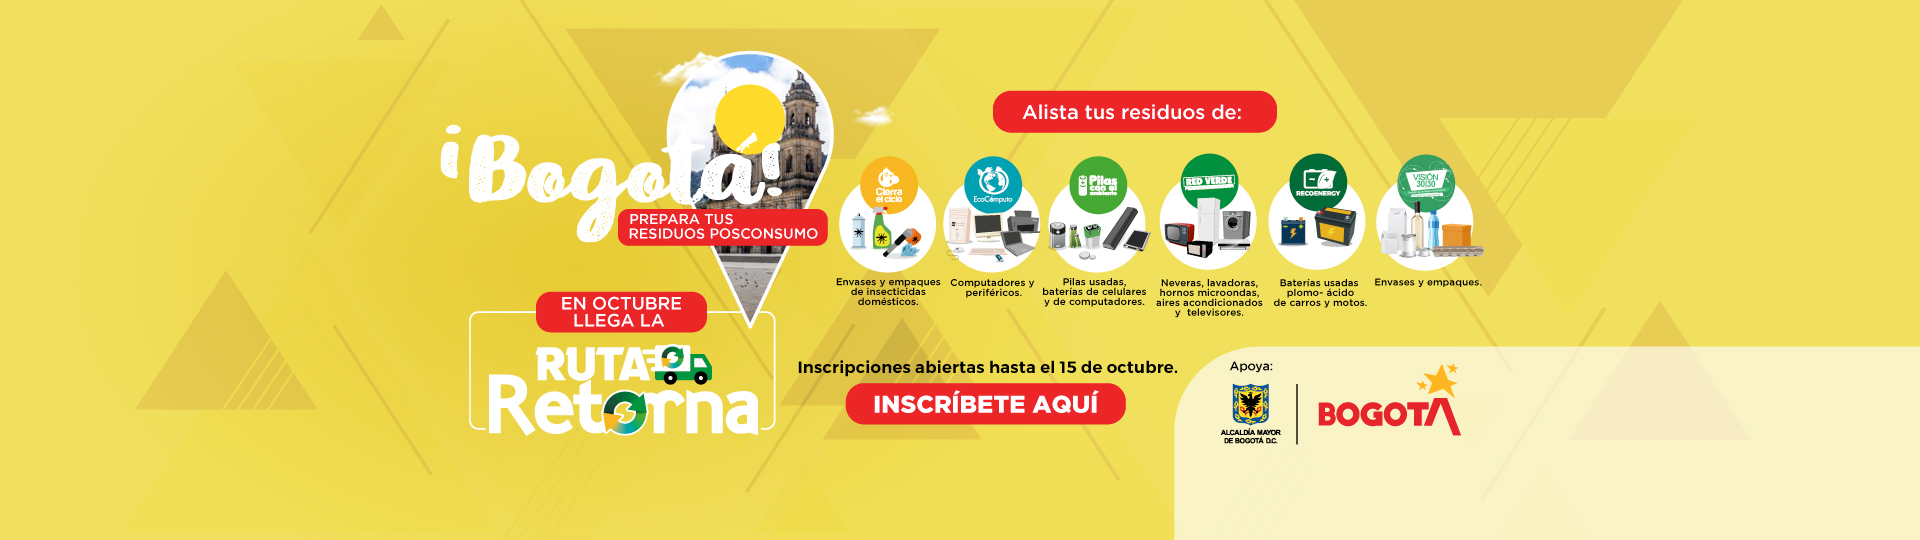 ¡Bogotá!
PREPARA TUS
RESIDUOS POSCONSUMO
EN OCTUBRE
LLEGA LA
RUTA
Retorna
Alista tus residuos de:
Cierra
el ciclo
EcoCómputo
Pilas
con el
ambiente
RED VERDE
RECOENERGY
VISIÓN
30|30
Envases y empaques
de insecticidas
domésticos.
Computadores y
periféricos.
Pilas usadas,
baterías de celulares
y de computadores.
Neveras, lavadoras,
hornos microondas,
aires acondicionados
y televisores.
Baterías usadas
plomo- ácido
de carros y motos.
Envases y empaques.
Inscripciones abiertas hasta el 15 de octubre.
INSCRÍBETE AQUÍ
Apoya:
ALCALDÍA MAYOR
DE BOGOTÁ D.C.
BOGOTÁ